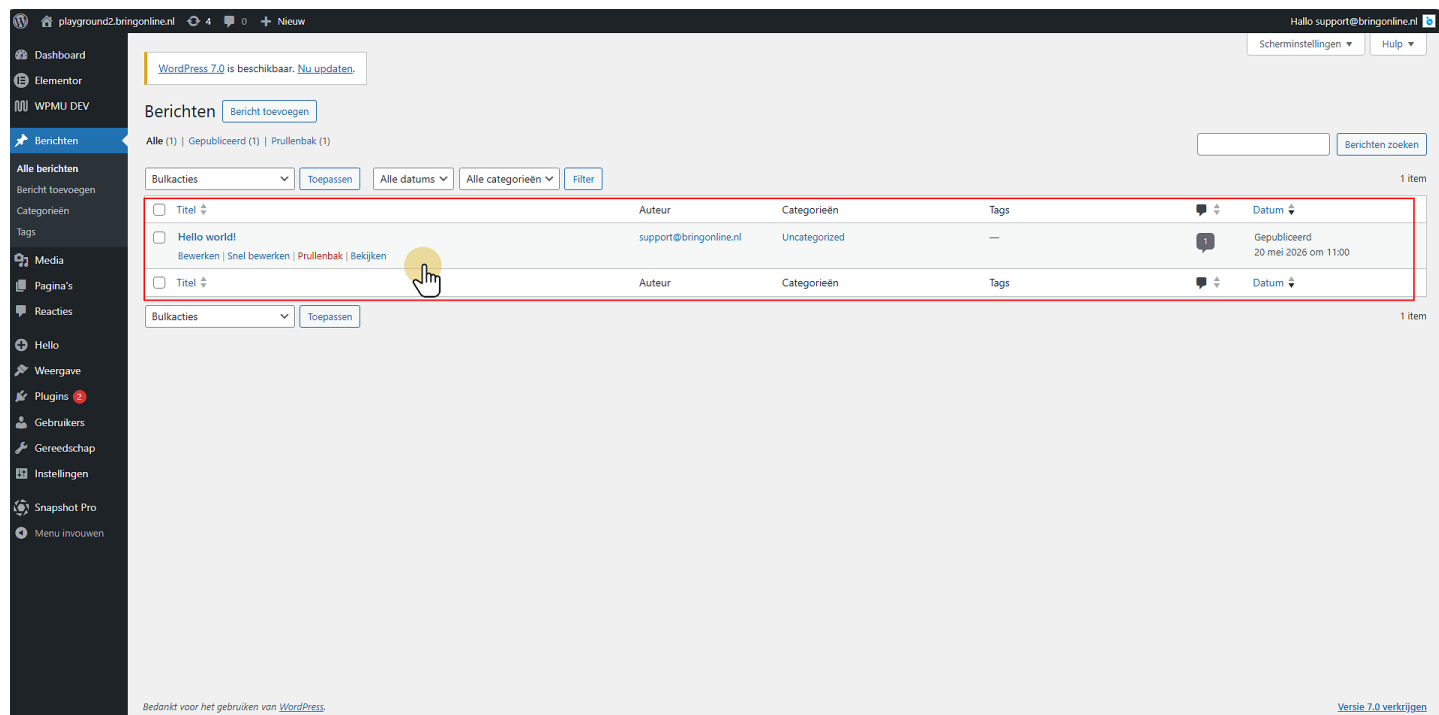 playground2.bringonline.nl 4 0 Nieuw Hallo support@bringonline.nl
Scherminstellingen Hulp
Dashboard
Elementor
WPMU DEV
Berichten
Alle berichten
Bericht toevoegen
Categorieën
Tags
Media
Pagina's
Reacties
Hello
Weergave
Plugins 2
Gebruikers
Gereedschap
Instellingen
Snapshot Pro
Menu invouwen
WordPress 7.0 is beschikbaar. Nu updaten.
Berichten Bericht toevoegen
Alle (1) | Gepubliceerd (1) | Prullenbak (1)
Berichten zoeken
Bulkacties Toepassen Alle datums Alle categorieën Filter 1 item
Titel Auteur Categorieën Tags Datum
Hello world! support@bringonline.nl Uncategorized — 1 Gepubliceerd
Bewerken | Snel bewerken | Prullenbak | Bekijken 20 mei 2026 om 11:00
Titel Auteur Categorieën Tags Datum
Bulkacties Toepassen 1 item
Bedankt voor het gebruiken van WordPress. Versie 7.0 verkrijgen